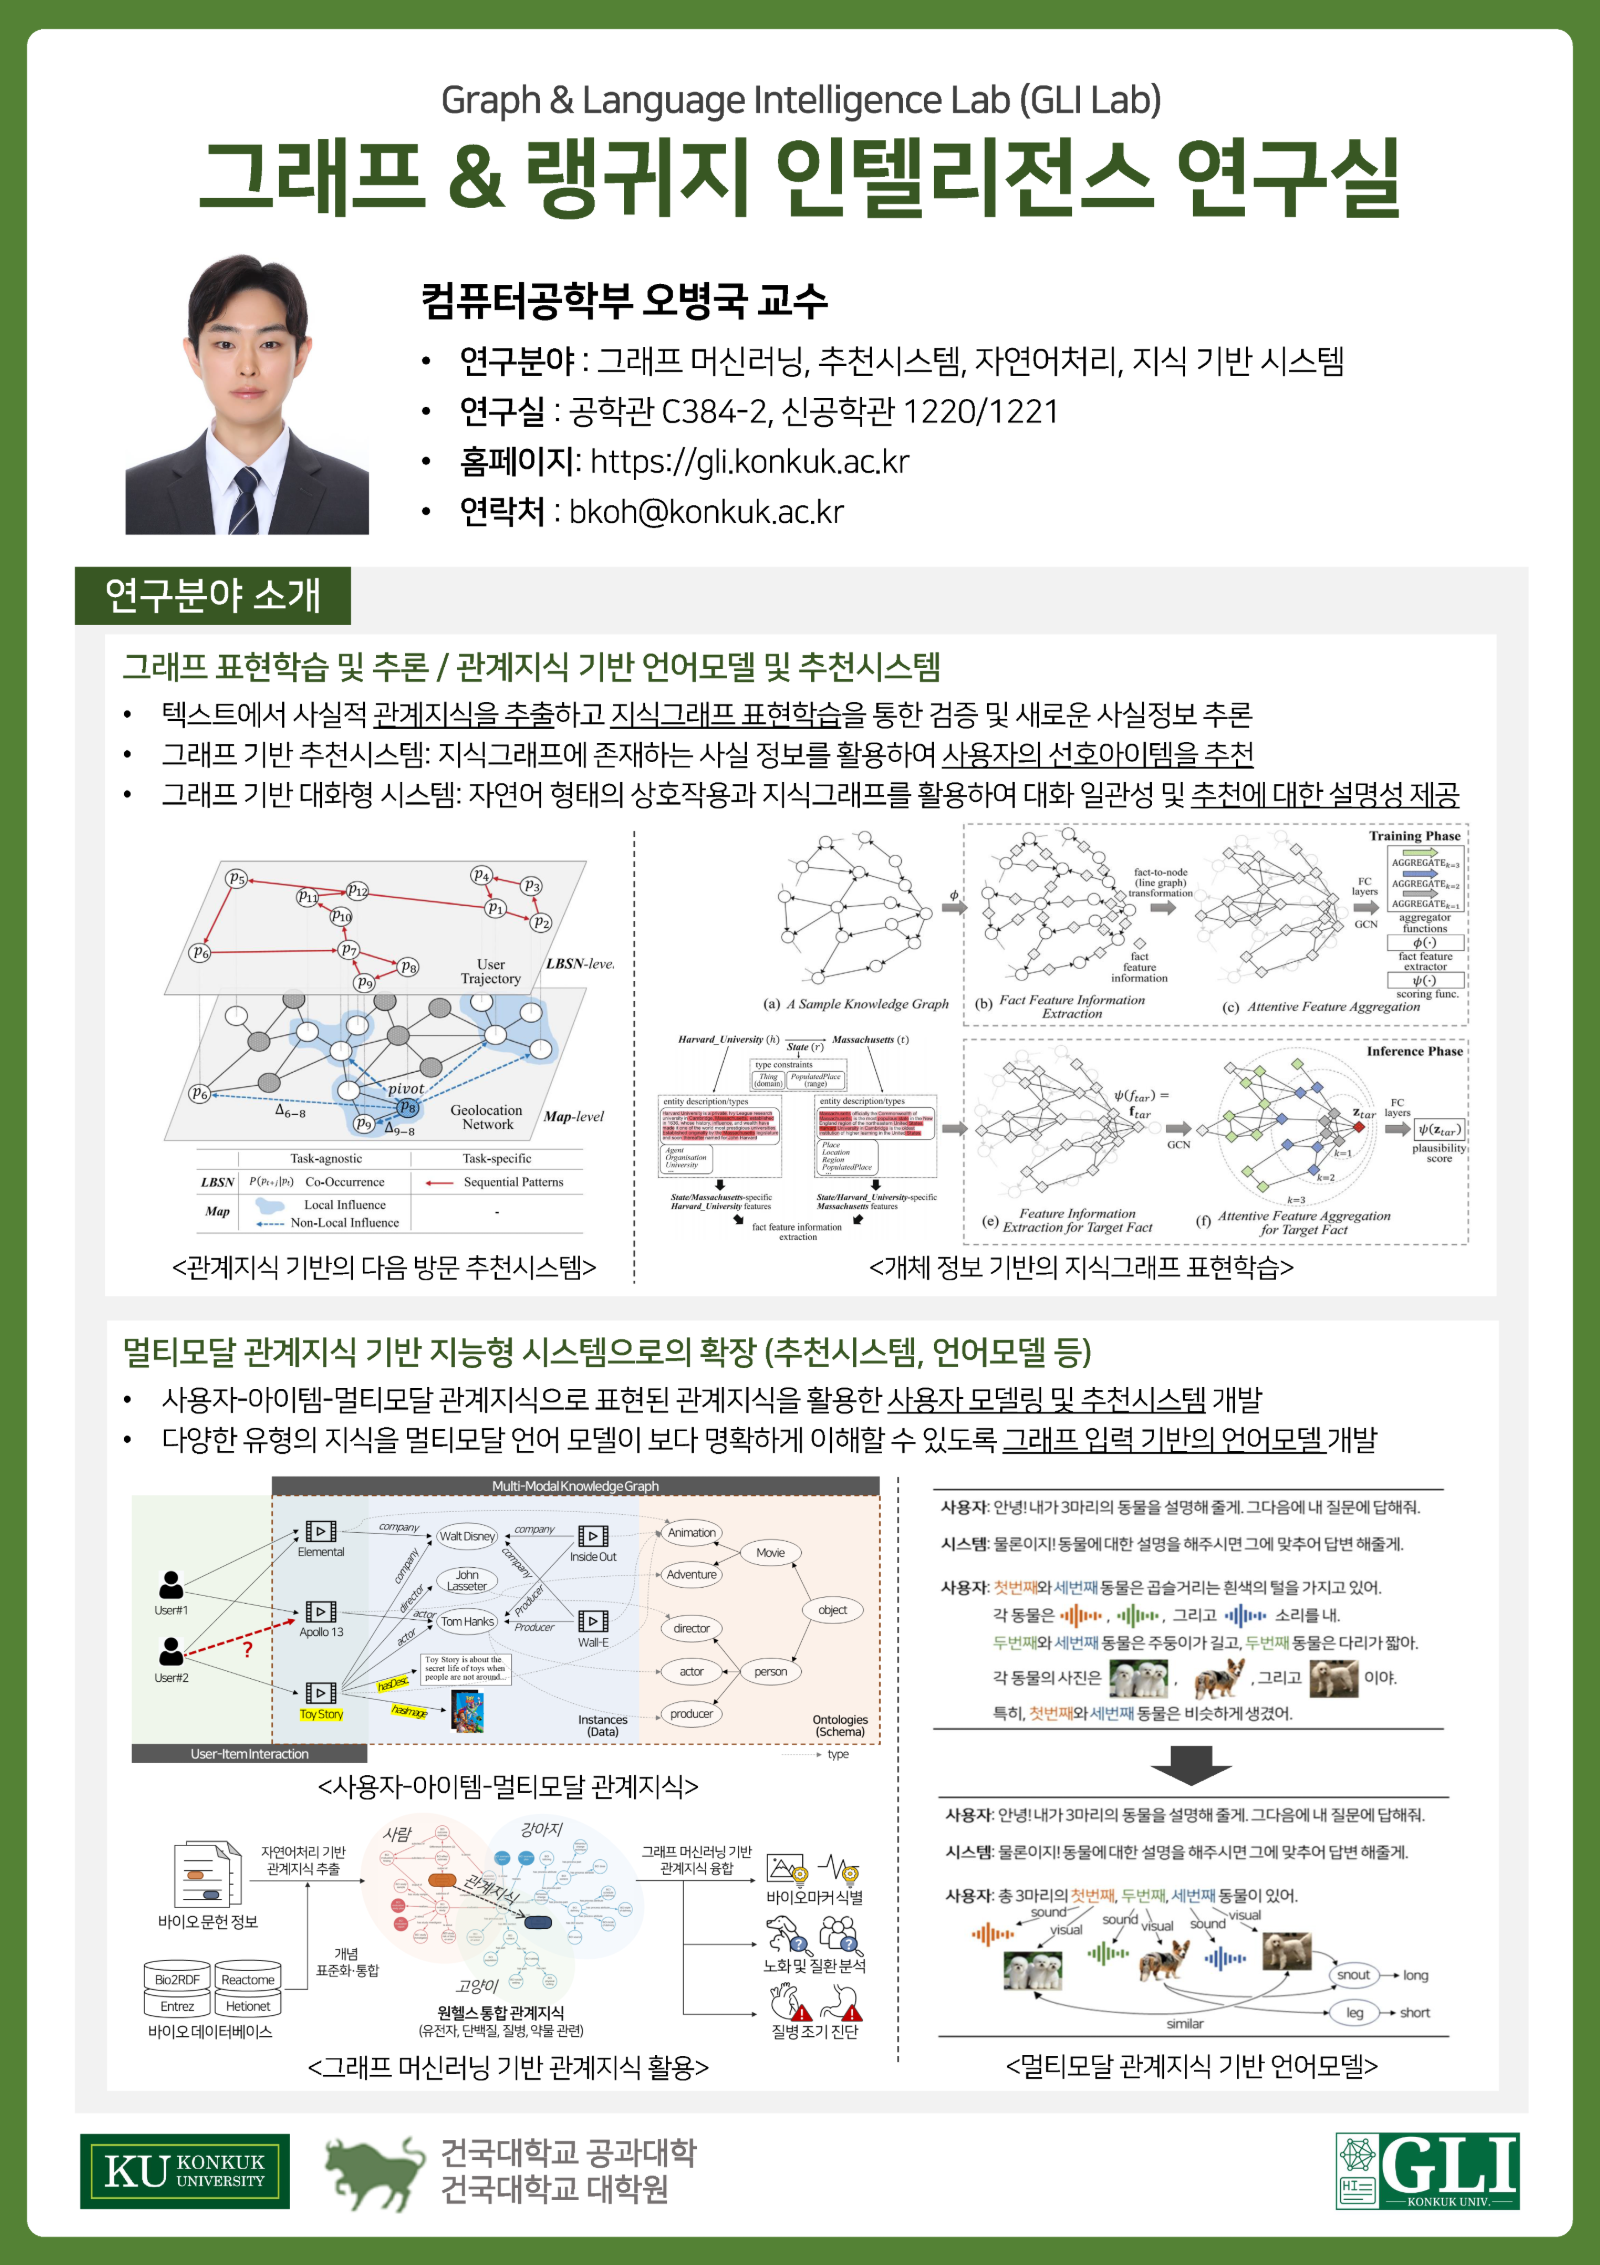 Graph & Language Intelligence Lab (GLI Lab)
그래프 & 랭귀지 인텔리전스 연구실
컴퓨터공학부 오병국 교수
• 연구분야 : 그래프 머신러닝, 추천시스템, 자연어처리, 지식 기반 시스템
• 연구실 : 공학관 C384-2, 신공학관 1220/1221
• 홈페이지: https://gli.konkuk.ac.kr
• 연락처 : bkoh@konkuk.ac.kr
연구분야 소개
그래프 표현학습 및 추론 / 관계지식 기반 언어모델 및 추천시스템
• 텍스트에서 사실적 관계지식을 추출하고 지식그래프 표현학습을 통한 검증 및 새로운 사실정보 추론
• 그래프 기반 추천시스템: 지식그래프에 존재하는 사실 정보를 활용하여 사용자의 선호아이템을 추천
• 그래프 기반 대화형 시스템: 자연어 형태의 상호작용과 지식그래프를 활용하여 대화 일관성 및 추천에 대한 설명성 제공
p5 p11 p12 p4 p3
p10 p1 p2
p6 p7 p8
p9
User
Trajectory
LBSN-leve
pivot
p6 p8
Δ6−8
p9 Δ9−8
Geolocation
Network
Map-level
Task-agnostic Task-specific
LBSN P(pt+j|pt) Co-Occurrence Sequential Patterns
Map Local Influence
Non-Local Influence -
<관계지식 기반의 다음 방문 추천시스템>
Training Phase
ϕ
fact-to-node
(line graph)
transformation
fact
feature
information
FC
layers
GCN
AGGREGATEk=3
AGGREGATEk=2
AGGREGATEk=1
aggregator
functions
ϕ(·)
fact feature
extractor
ψ(·)
scoring func.
(a) A Sample Knowledge Graph
(b) Fact Feature Information
Extraction
(c) Attentive Feature Aggregation
Harvard_University (h) State (r) Massachusetts (t)
type constraints
Thing
(domain)
PopulatedPlace
(range)
entity description/types
entity description/types
Agent
Organisation
University
...
Place
Location
Region
PopulatedPlace
...
State/Massachusetts-specific
Harvard_University features
State/Harvard_University-specific
Massachusetts features
fact feature information
extraction
Inference Phase
ψ(ftar) =
ftar
GCN
ztar
k=1
k=2
k=3
FC
layers
ψ(ztar)
plausibility
score
(e) Feature Information
Extraction for Target Fact
(f) Attentive Feature Aggregation
for Target Fact
<개체 정보 기반의 지식그래프 표현학습>
멀티모달 관계지식 기반 지능형 시스템으로의 확장 (추천시스템, 언어모델 등)
• 사용자-아이템-멀티모달 관계지식으로 표현된 관계지식을 활용한 사용자 모델링 및 추천시스템 개발
• 다양한 유형의 지식을 멀티모달 언어 모델이 보다 명확하게 이해할 수 있도록 그래프 입력 기반의 언어모델 개발
Multi-Modal Knowledge Graph
User#1
User#2
?
Elemental
Apollo 13
Toy Story
company
company
director
actor
actor
hasDesc
hasImage
Walt Disney
John
Lasseter
Tom Hanks
Toy Story is about the
secret life of toys when
people are not around...
company
company
Producer
Producer
Inside Out
Wall-E
Instances
(Data)
Animation
Adventure
Movie
object
director
actor
person
producer
Ontologies
(Schema)
User-Item Interaction
type
<사용자-아이템-멀티모달 관계지식>
바이오 문헌 정보
자연어처리 기반
관계지식 추출
Bio2RDF Reactome
Entrez Hetionet
바이오 데이터베이스
개념
표준화·통합
사람
강아지
관계지식
고양이
원헬스 통합 관계지식
(유전자, 단백질, 질병, 약물 관련)
그래프 머신러닝 기반
관계지식 융합
바이오마커 식별
노화 및 질환 분석
질병 조기 진단
<그래프 머신러닝 기반 관계지식 활용>
사용자: 안녕! 내가 3마리의 동물을 설명해 줄게. 그다음에 내 질문에 답해줘.
시스템: 물론이지! 동물에 대한 설명을 해주시면 그에 맞추어 답변 해줄게.
사용자: 첫번째와 세번째 동물은 곱슬거리는 흰색의 털을 가지고 있어.
각 동물은 , , 그리고 소리를 내.
두번째와 세번째 동물은 주둥이가 길고, 두번째 동물은 다리가 짧아.
각 동물의 사진은 , , 그리고 이야.
특히, 첫번째와 세번째 동물은 비슷하게 생겼어.
사용자: 안녕! 내가 3마리의 동물을 설명해 줄게. 그다음에 내 질문에 답해줘.
시스템: 물론이지! 동물에 대한 설명을 해주시면 그에 맞추어 답변 해줄게.
사용자: 총 3마리의 첫번째, 두번째, 세번째 동물이 있어.
sound visual sound visual sound visual
snout long
leg short
similar
<멀티모달 관계지식 기반 언어모델>
KU KONKUK
UNIVERSITY
건국대학교 공과대학
건국대학교 대학원
HI
GLI
KONKUK UNIV.